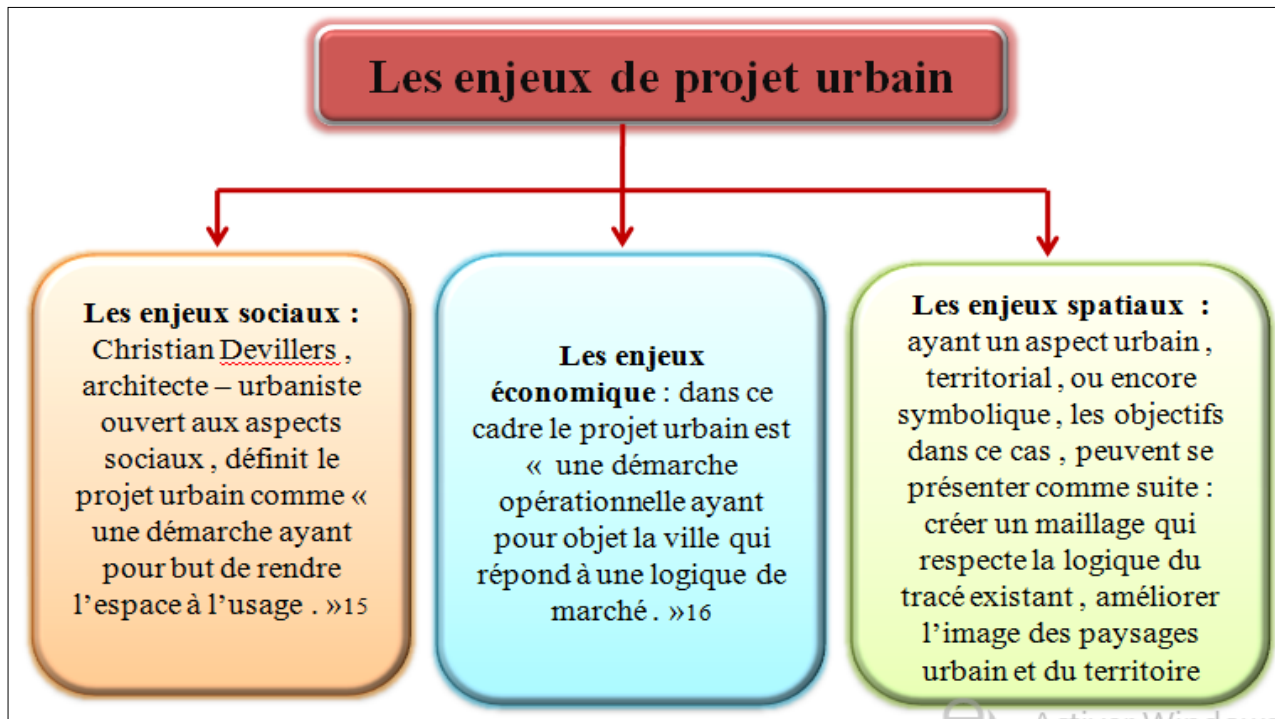 Les enjeux de projet urbain
Les enjeux sociaux :
Christian Devillers ,
architecte – urbaniste
ouvert aux aspects
sociaux , définit le
projet urbain comme «
une démarche ayant
pour but de rendre
l’espace à l’usage . »15
Les enjeux
économique : dans ce
cadre le projet urbain est
« une démarche
opérationnelle ayant
pour objet la ville qui
répond à une logique de
marché . »16
Les enjeux spatiaux :
ayant un aspect urbain ,
territorial , ou encore
symbolique , les objectifs
dans ce cas , peuvent se
présenter comme suite :
créer un maillage qui
respecte la logique du
tracé existant , améliorer
l’image des paysages
urbain et du territoire